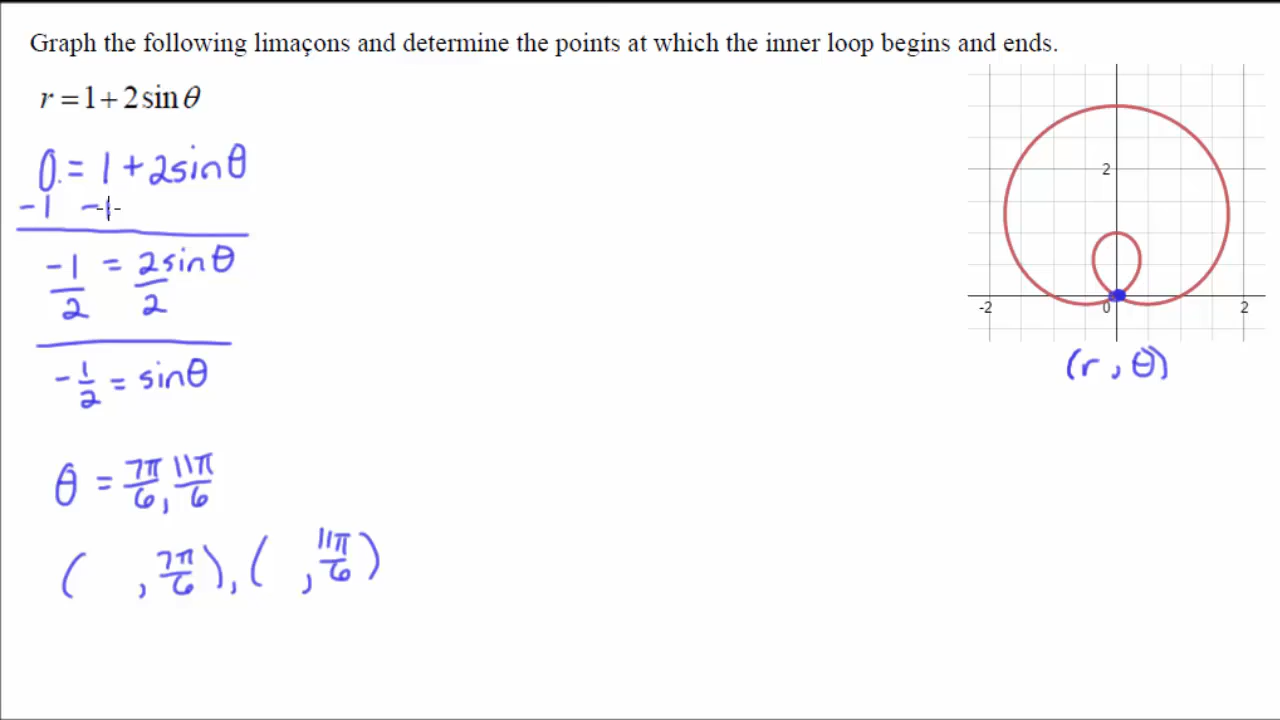 Graph the following limaçons and determine the points at which the inner loop begins and ends.
r = 1 + 2 sin θ
0 = 1 + 2sinθ
-1 -1
-1/2 = 2sinθ/2
-1/2 = sinθ
θ = 7π/6, 11π/6
( , 7π/6), ( , 11π/6)
2
-2 0 2
(r, θ)